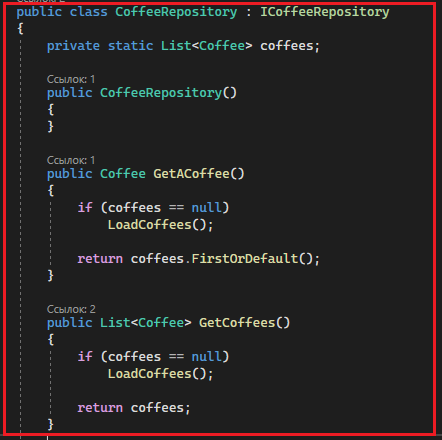 public class CoffeeRepository : ICoffeeRepository
{
    private static List<Coffee> coffees;
    Ссылок: 1
    public CoffeeRepository()
    {
    }
    Ссылок: 1
    public Coffee GetACoffee()
    {
        if (coffees == null)
            LoadCoffees();
        return coffees.FirstOrDefault();
    }
    Ссылок: 2
    public List<Coffee> GetCoffees()
    {
        if (coffees == null)
            LoadCoffees();
        return coffees;
    }